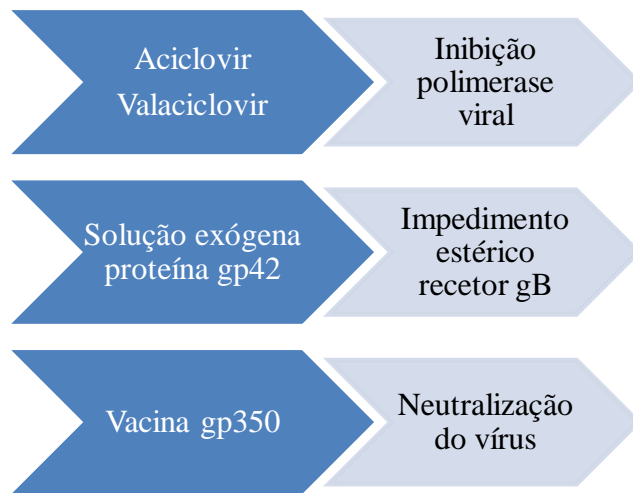 Aciclovir
Valaciclovir
Inibição
polimerase
viral
Solução exógena
proteína gp42
Impedimento
estérico
recetor gB
Vacina gp350
Neutralização
do vírus